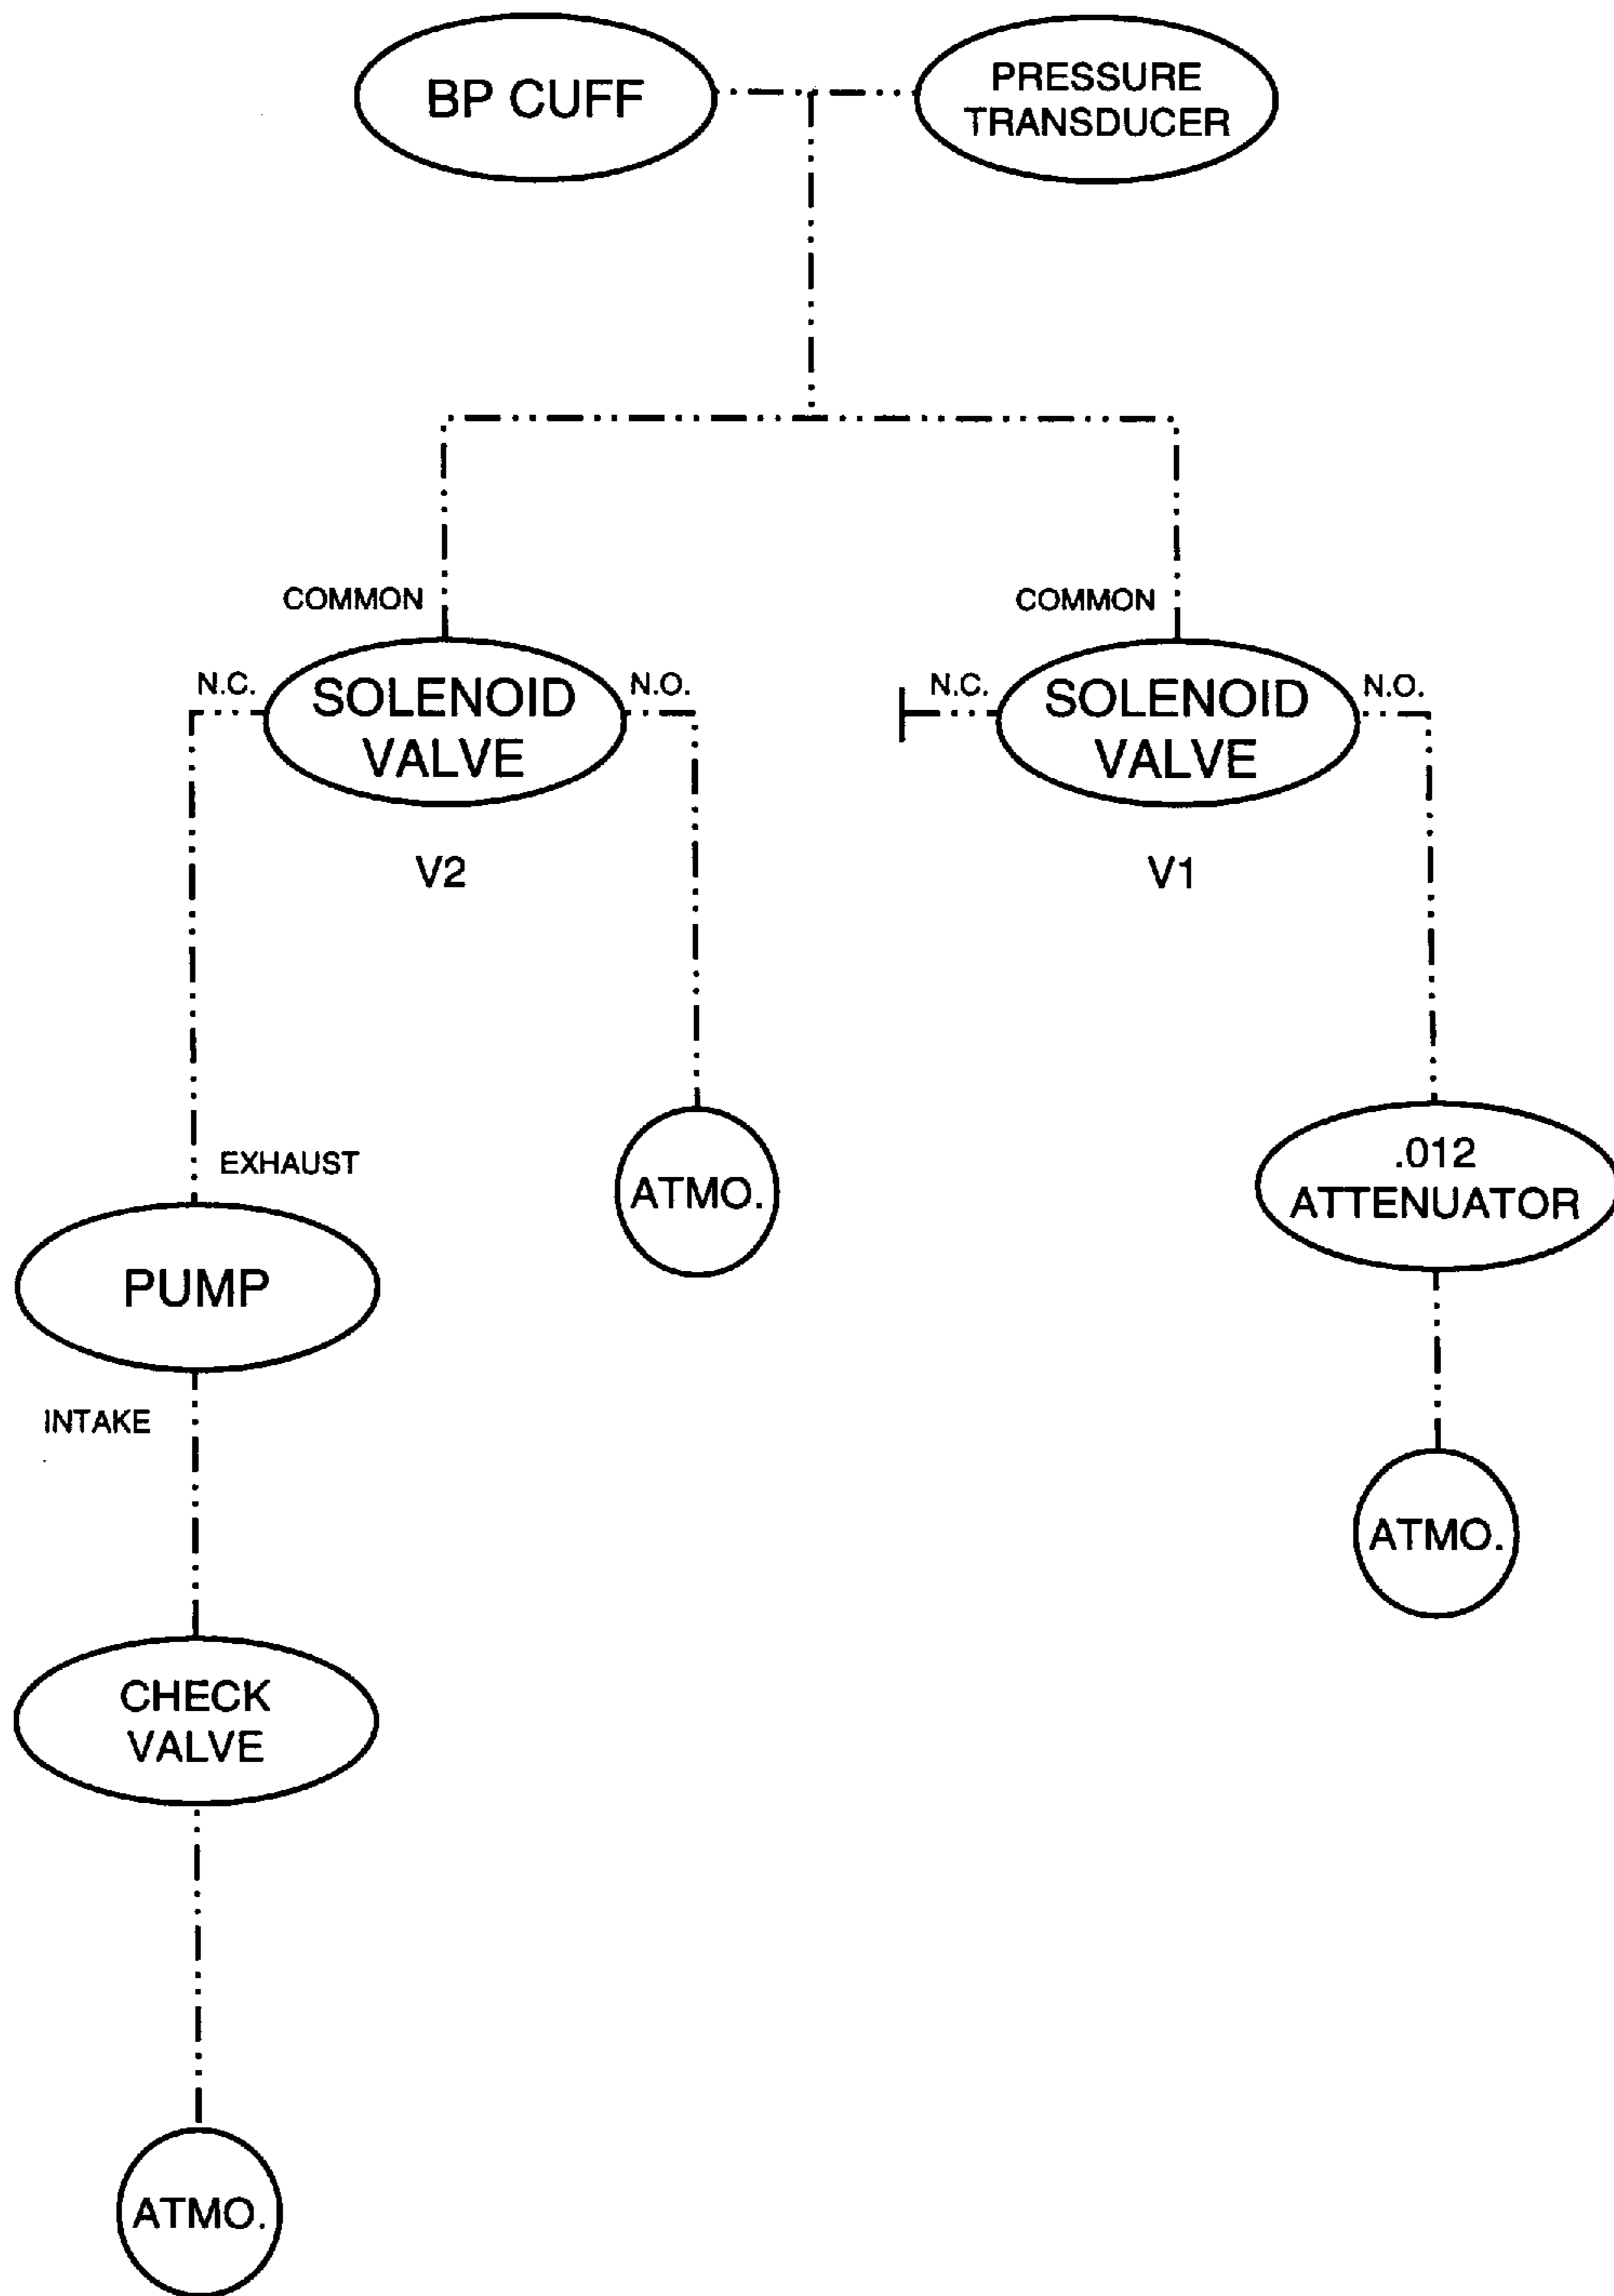 BP CUFF
PRESSURE
TRANSDUCER
COMMON
COMMON
N.C.
SOLENOID
VALVE
N.O.
N.C.
SOLENOID
VALVE
N.O.
V2
V1
EXHAUST
PUMP
INTAKE
ATMO.
.012
ATTENUATOR
ATMO.
CHECK
VALVE
ATMO.